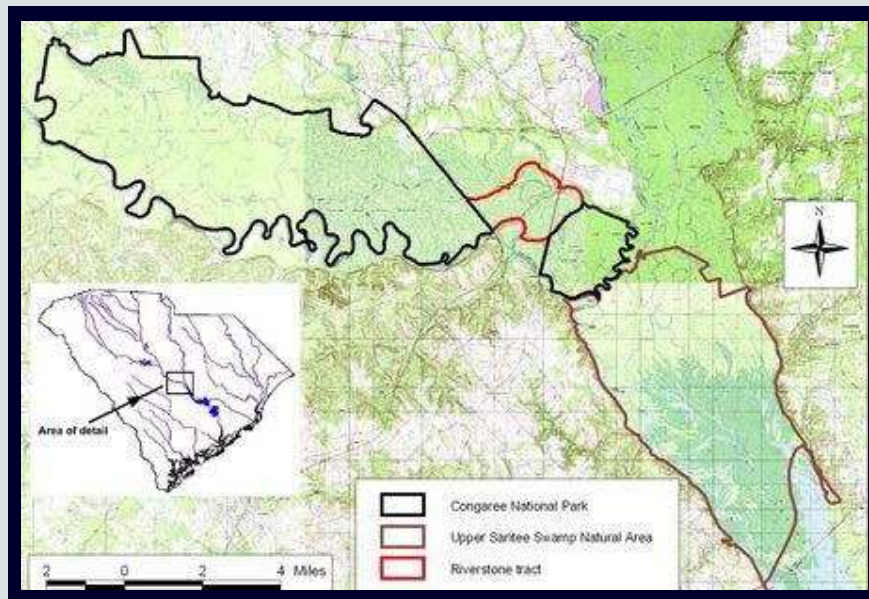 N
Area of detail
Congaree National Park
Upper Santee Swamp Natural Area
Riverstone tract
2 0 2 4 Miles